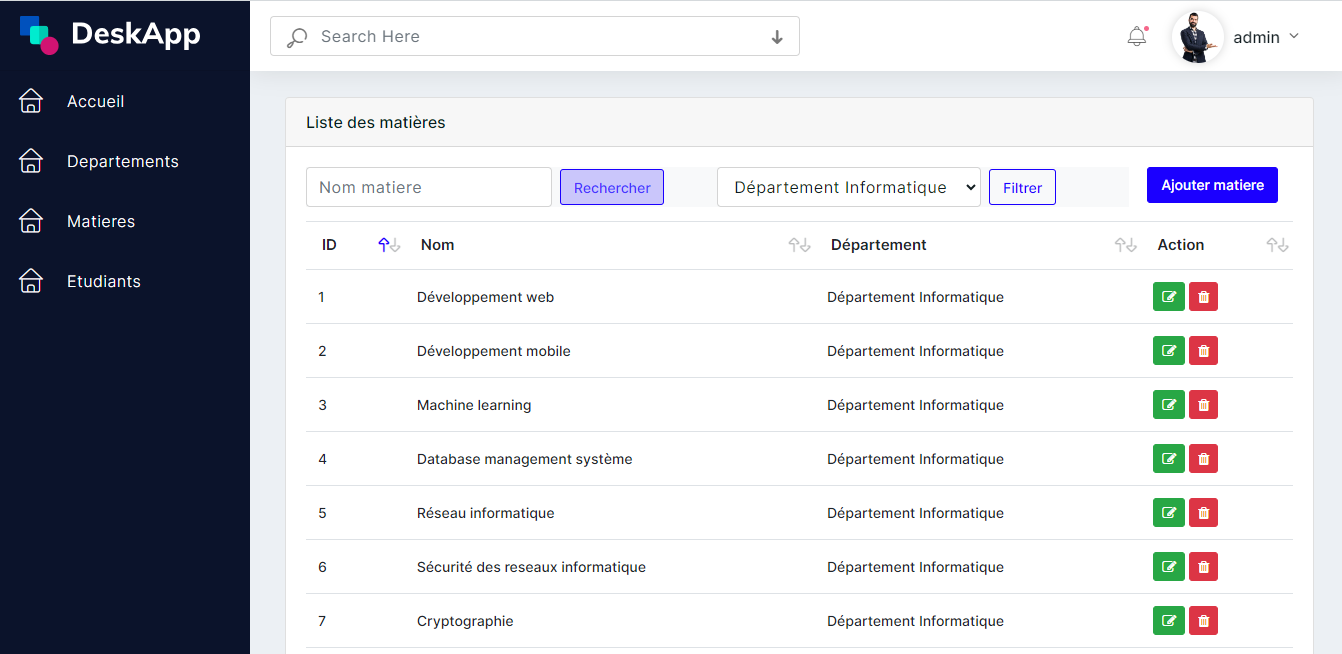 DeskApp
Search Here
admin
Accueil
Departements
Matieres
Etudiants
Liste des matières
Nom matiere Rechercher Département Informatique Filtrer Ajouter matiere
ID Nom Département Action
1 Développement web Département Informatique
2 Développement mobile Département Informatique
3 Machine learning Département Informatique
4 Database management système Département Informatique
5 Réseau informatique Département Informatique
6 Sécurité des reseaux informatique Département Informatique
7 Cryptographie Département Informatique